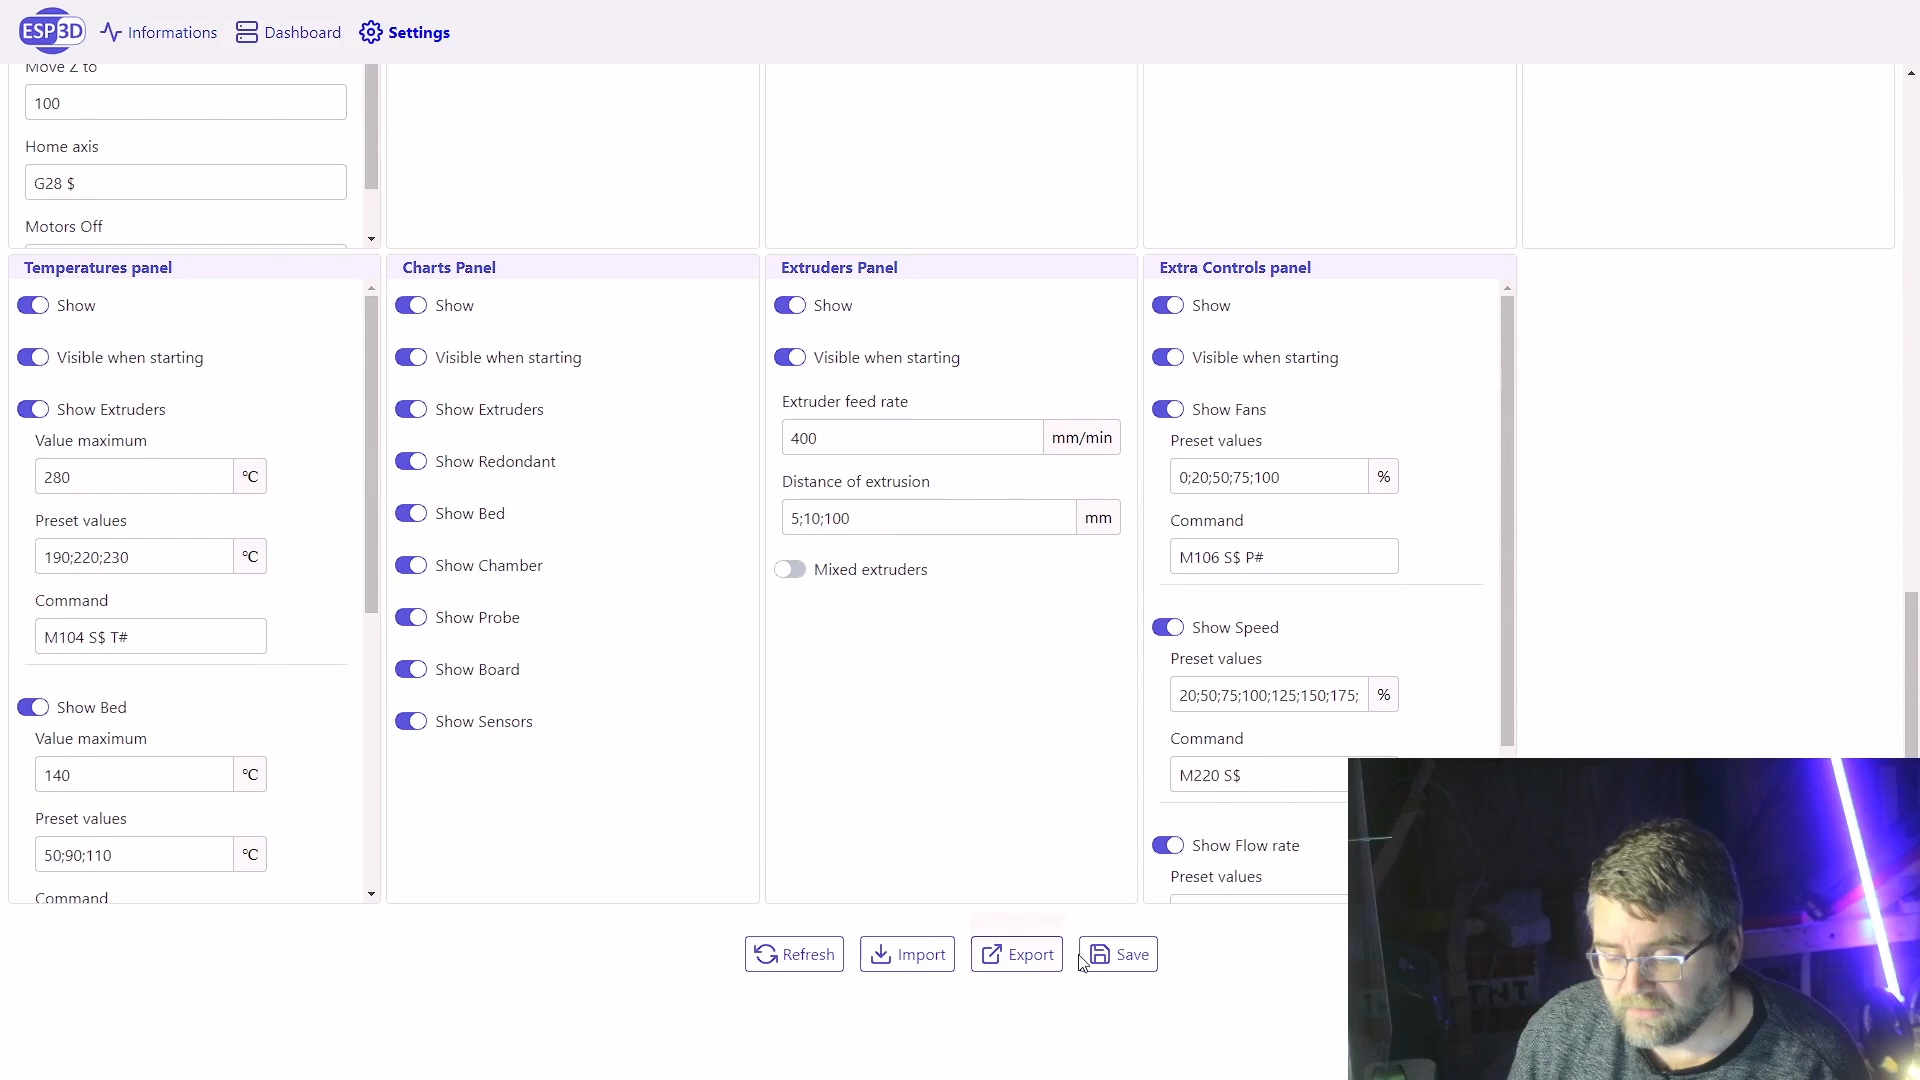 ESP3D
Informations
Dashboard
Settings
Move Z to
100
Home axis
G28 $
Motors Off
Temperatures panel
Show
Visible when starting
Show Extruders
Value maximum
280
°C
Preset values
190;220;230
°C
Command
M104 S$ T#
Show Bed
Value maximum
140
°C
Preset values
50;90;110
°C
Command
Charts Panel
Show
Visible when starting
Show Extruders
Show Redondant
Show Bed
Show Chamber
Show Probe
Show Board
Show Sensors
Extruders Panel
Show
Visible when starting
Extruder feed rate
400
mm/min
Distance of extrusion
5;10;100
mm
Mixed extruders
Extra Controls panel
Show
Visible when starting
Show Fans
Preset values
0;20;50;75;100
%
Command
M106 S$ P#
Show Speed
Preset values
20;50;75;100;125;150;175;
%
Command
M220 S$
Show Flow rate
Preset values
Refresh
Import
Export
Save
TNT